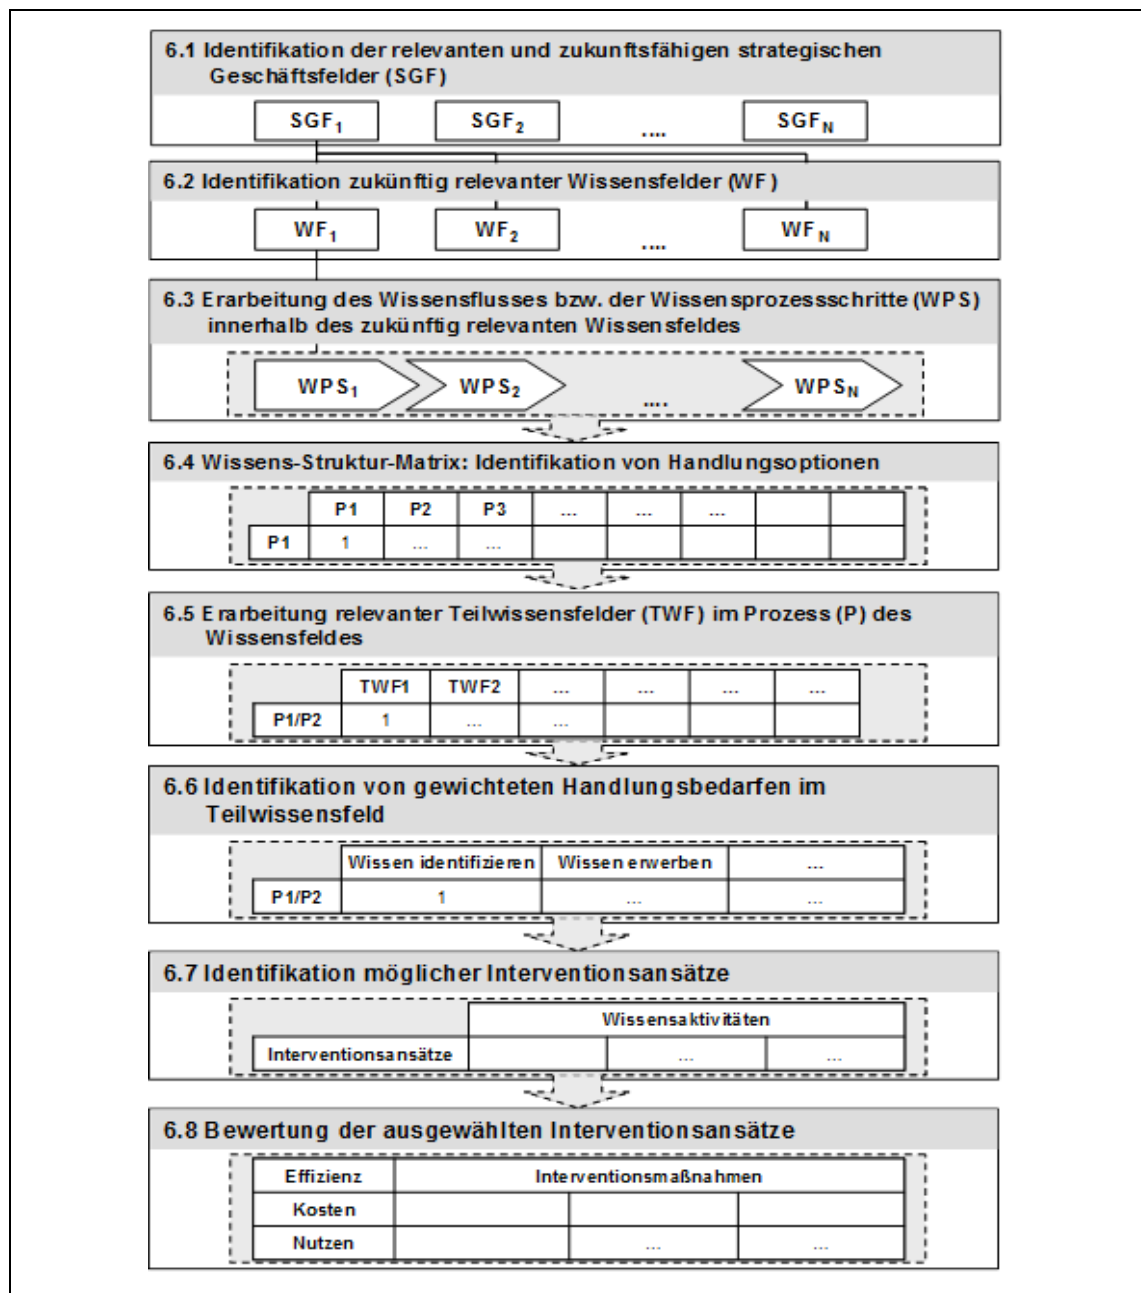 6.1 Identifikation der relevanten und zukunftsfähigen strategischen
Geschäftsfelder (SGF)
SGF1 SGF2 .... SGFN
6.2 Identifikation zukünftig relevanter Wissensfelder (WF)
WF1 WF2 .... WFN
6.3 Erarbeitung des Wissensflusses bzw. der Wissensprozessschritte (WPS)
innerhalb des zukünftig relevanten Wissensfeldes
WPS1 WPS2 .... WPSN
6.4 Wissens-Struktur-Matrix: Identifikation von Handlungsoptionen
P1 P2 P3 ... ... ...
P1 1 ... ...
6.5 Erarbeitung relevanter Teilwissensfelder (TWF) im Prozess (P) des
Wissensfeldes
TWF1 TWF2 ... ... ... ...
P1/P2 1 ... ...
6.6 Identifikation von gewichteten Handlungsbedarfen im
Teilwissensfeld
Wissen identifizieren Wissen erwerben ...
P1/P2 1 ... ...
6.7 Identifikation möglicher Interventionsansätze
Wissensaktivitäten
Interventionsansätze ... ...
6.8 Bewertung der ausgewählten Interventionsansätze
Effizienz Interventionsmaßnahmen
Kosten
Nutzen ... ...